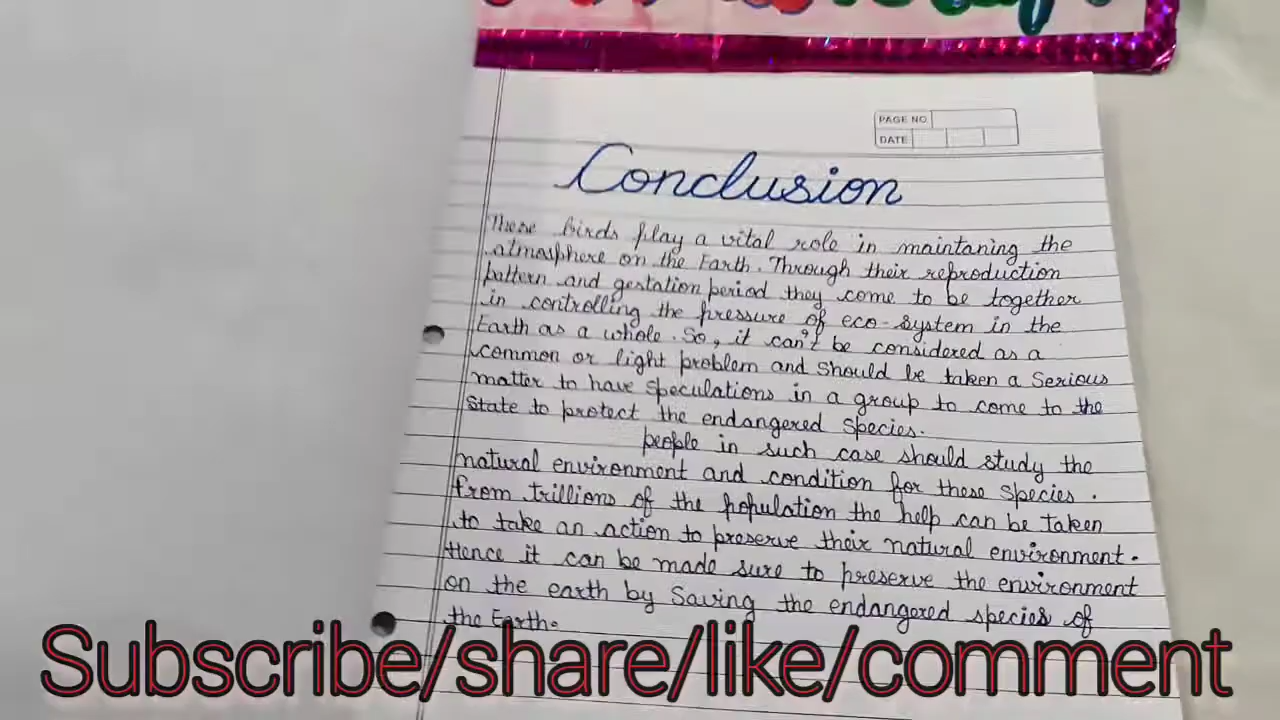 PAGE NO
DATE
Conclusion
These birds play a vital role in maintaning the
atmosphere on the Earth. Through their reproduction
pattern and gestation period they come to be together
in controlling the pressure of eco-system in the
Earth as a whole. So, it can't be considered as a
common or light problem and should be taken a Serious
matter to have speculations in a group to come to the
State to protect the endangered species.
people in such case should study the
natural environment and condition for these species.
from trillions of the population the help can be taken
to take an action to preserve their natural environment.
Hence it can be made sure to preserve the environment
on the earth by Saving the endangered species of
the Earth.
Subscribe/share/like/comment